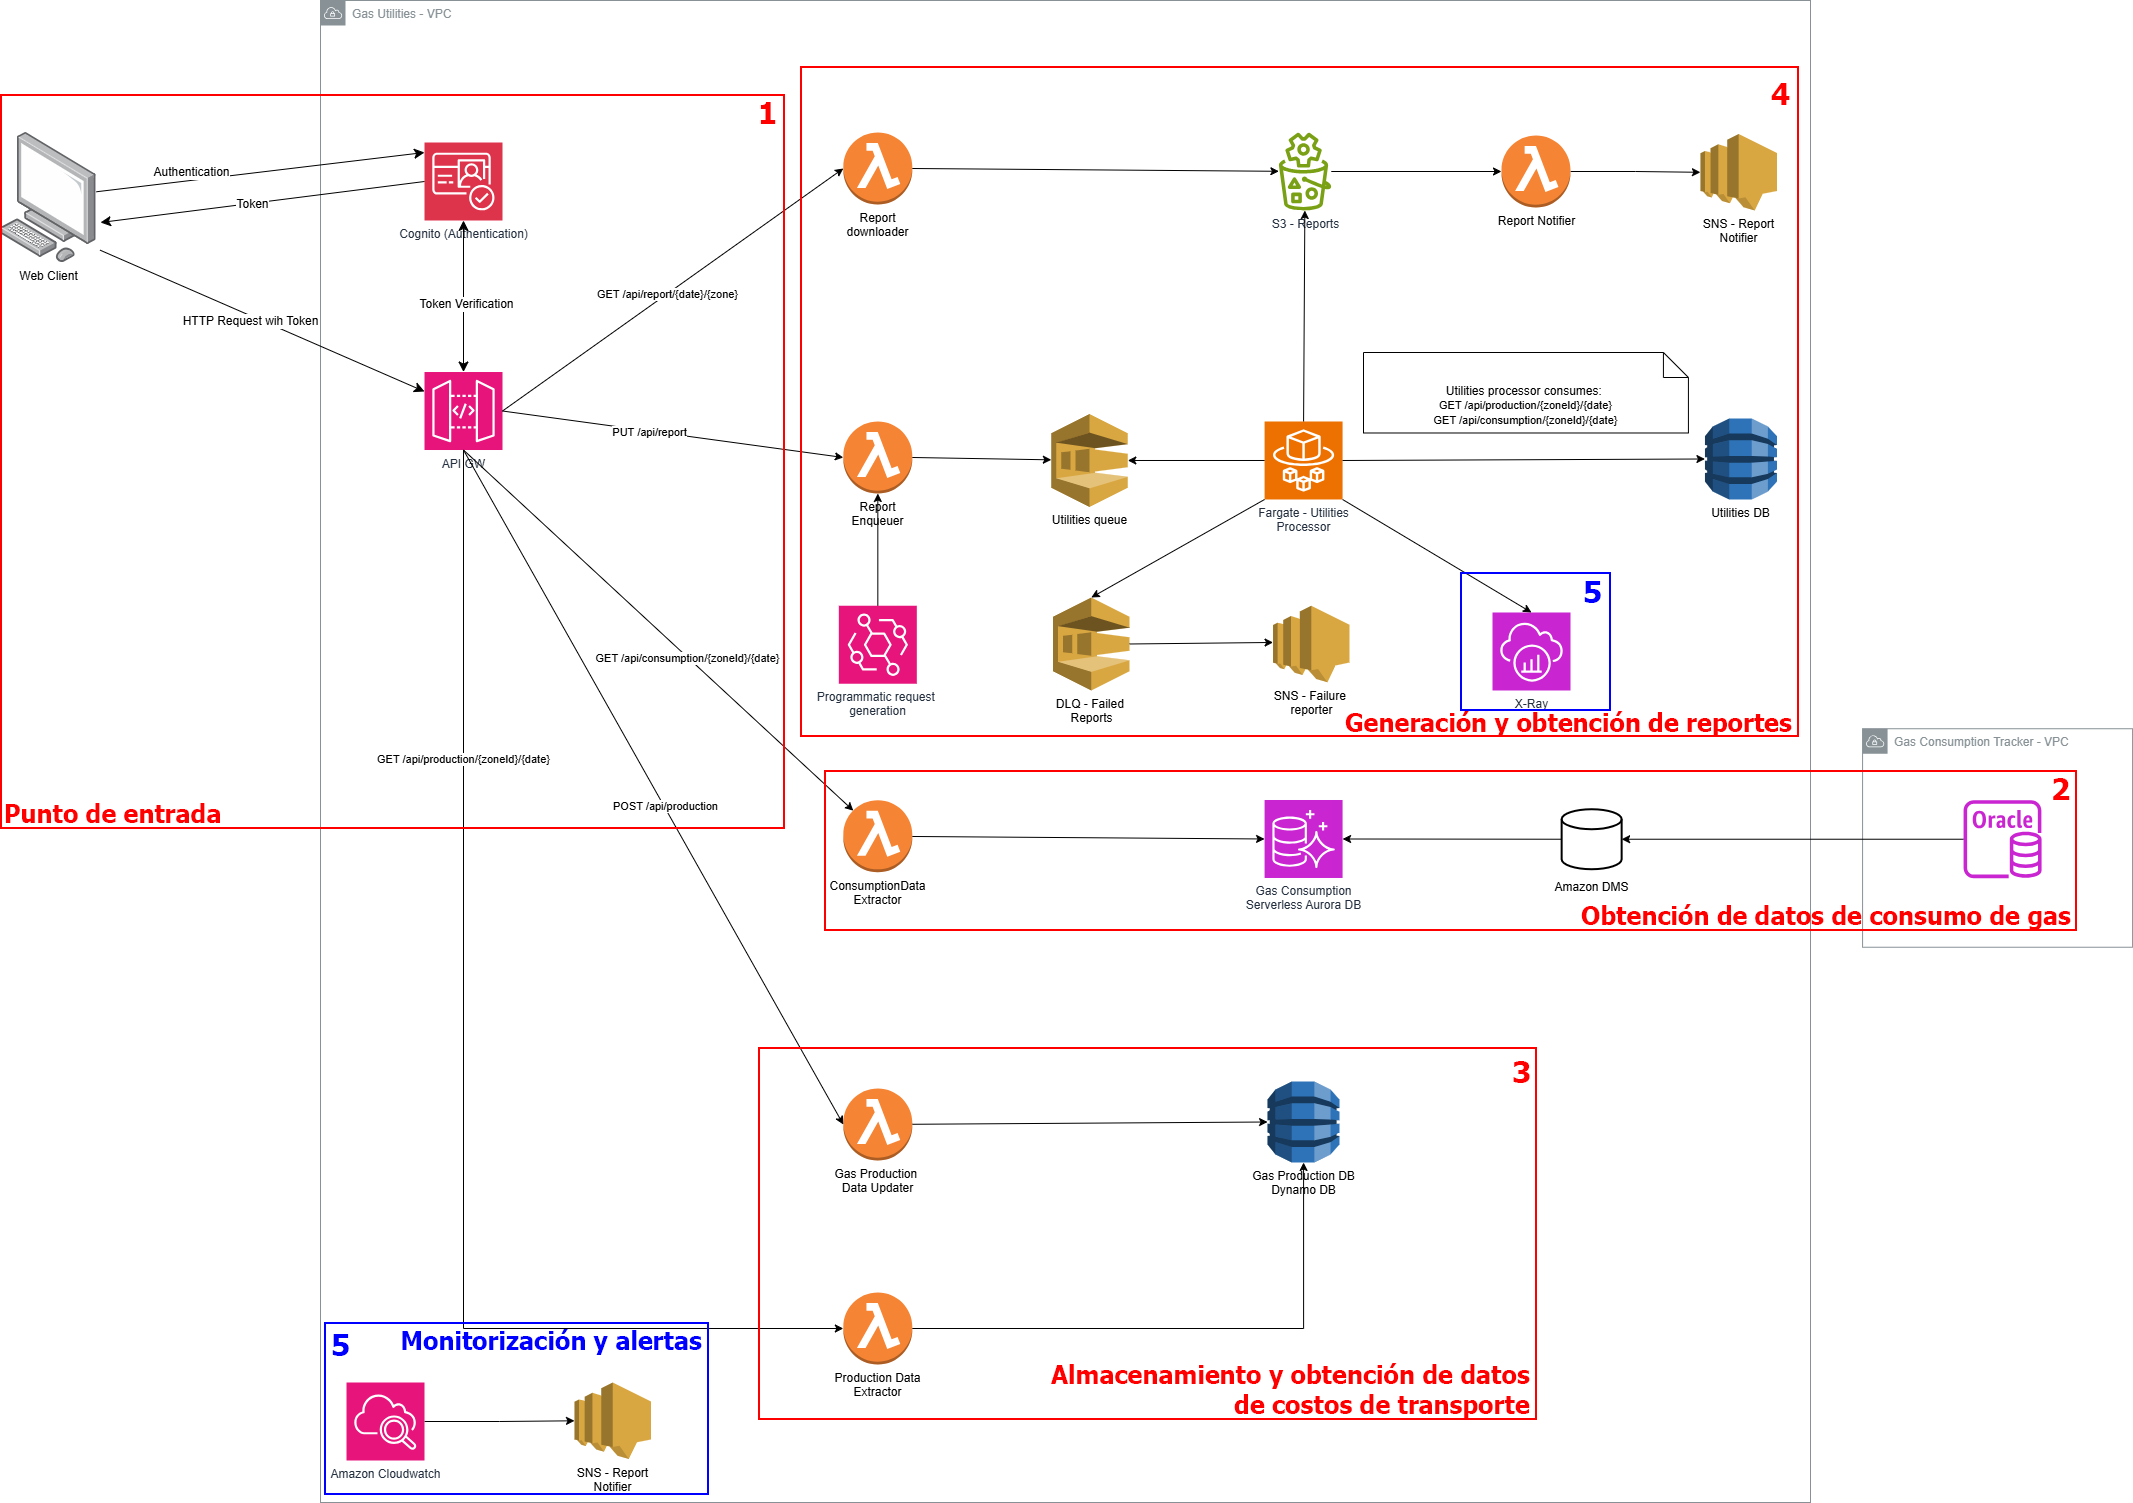 Gas Utilities - VPC
1
Authentication
Token
Cognito (Authentication)
Web Client
Token Verification
HTTP Request wih Token
API GW
GET /api/report/{date}/{zone}
PUT /api/report
GET /api/consumption/{zoneId}/{date}
GET /api/production/{zoneId}/{date}
POST /api/production
Punto de entrada
4
Report
downloader
S3 - Reports
Report Notifier
SNS - Report
Notifier
Utilities processor consumes:
GET /api/production/{zoneId}/{date}
GET /api/consumption/{zoneId}/{date}
Report
Enqueuer
Utilities queue
Fargate - Utilities
Processor
Utilities DB
Programmatic request
generation
DLQ - Failed
Reports
SNS - Failure
reporter
5
X-Ray
Generación y obtención de reportes
Gas Consumption Tracker - VPC
2
Oracle
ConsumptionData
Extractor
Gas Consumption
Serverless Aurora DB
Amazon DMS
Obtención de datos de consumo de gas
3
Gas Production
Data Updater
Gas Production DB
Dynamo DB
Production Data
Extractor
Almacenamiento y obtención de datos
de costos de transporte
5
Monitorización y alertas
Amazon Cloudwatch
SNS - Report
Notifier